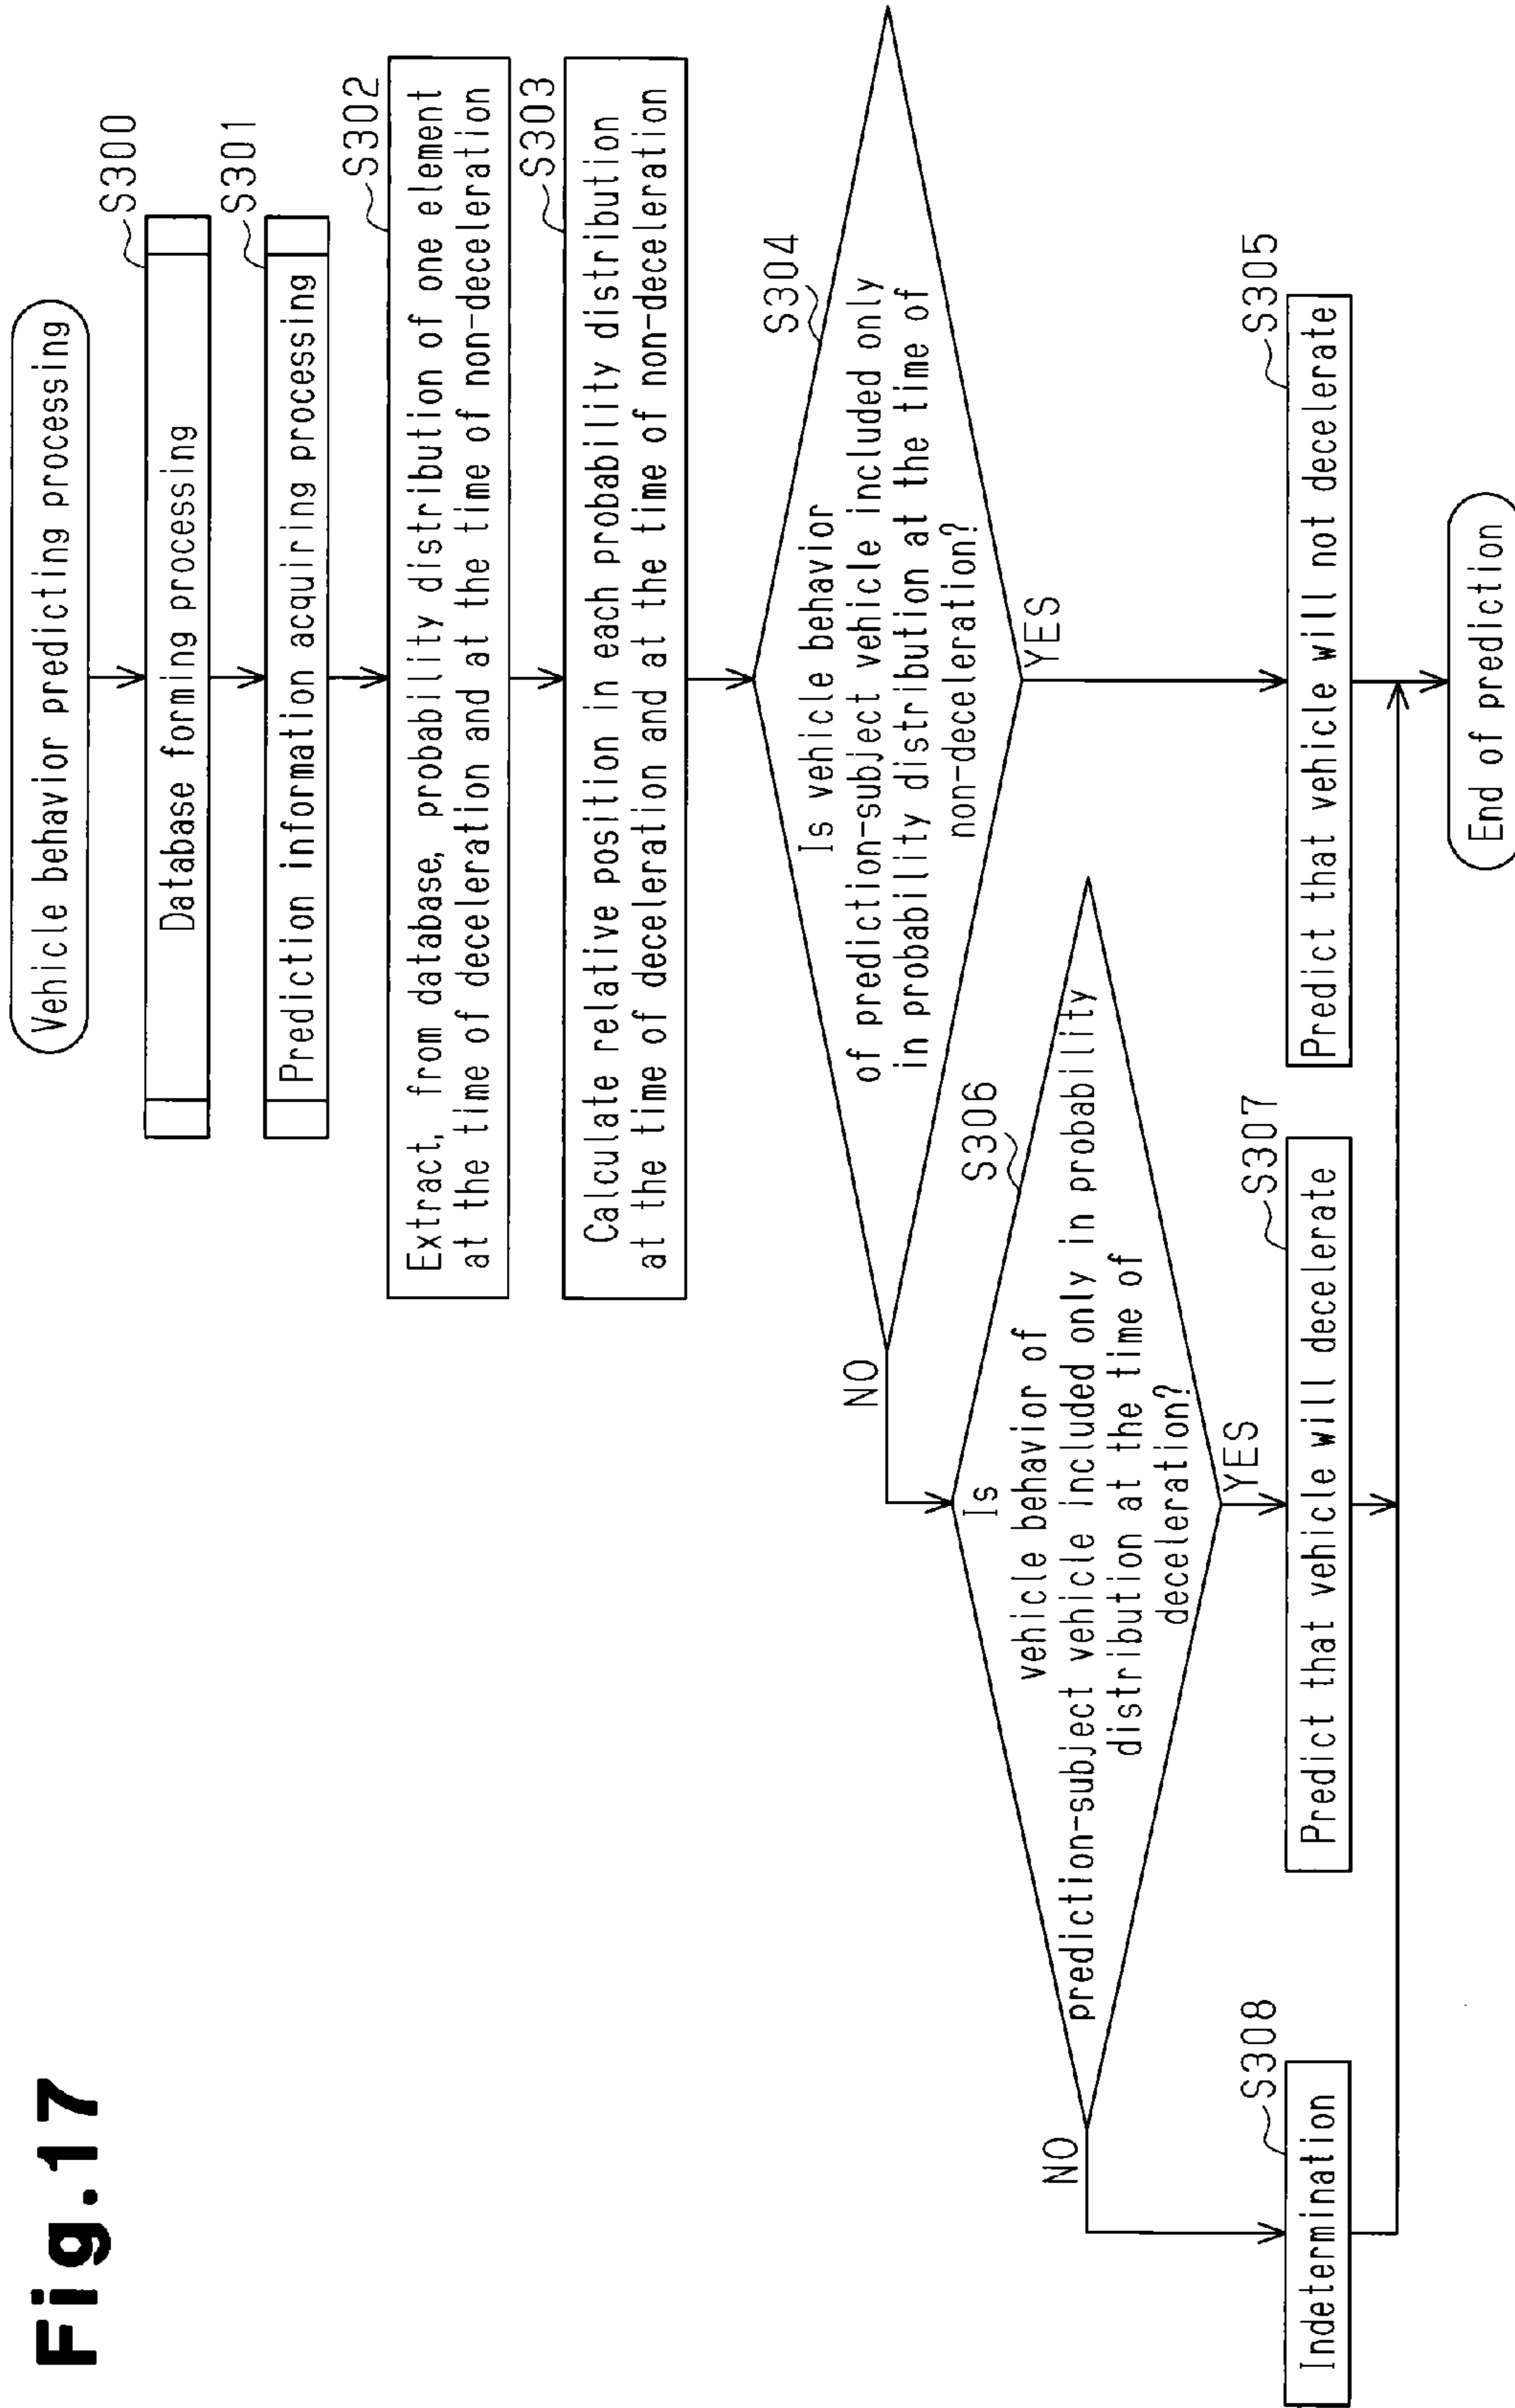 Fig.17
Vehicle behavior predicting processing
S300
Database forming processing
S301
Prediction information acquiring processing
S302
Extract, from database, probability distribution of one element
at the time of deceleration and at the time of non-deceleration
S303
Calculate relative position in each probability distribution
at the time of deceleration and at the time of non-deceleration
S304
Is vehicle behavior
of prediction-subject vehicle included only
in probability distribution at the time of
non-deceleration?
NO
YES
S306
Is
vehicle behavior of
prediction-subject vehicle included only in probability
distribution at the time of
deceleration?
NO
YES
S308
Indetermination
S307
Predict that vehicle will decelerate
S305
Predict that vehicle will not decelerate
End of prediction